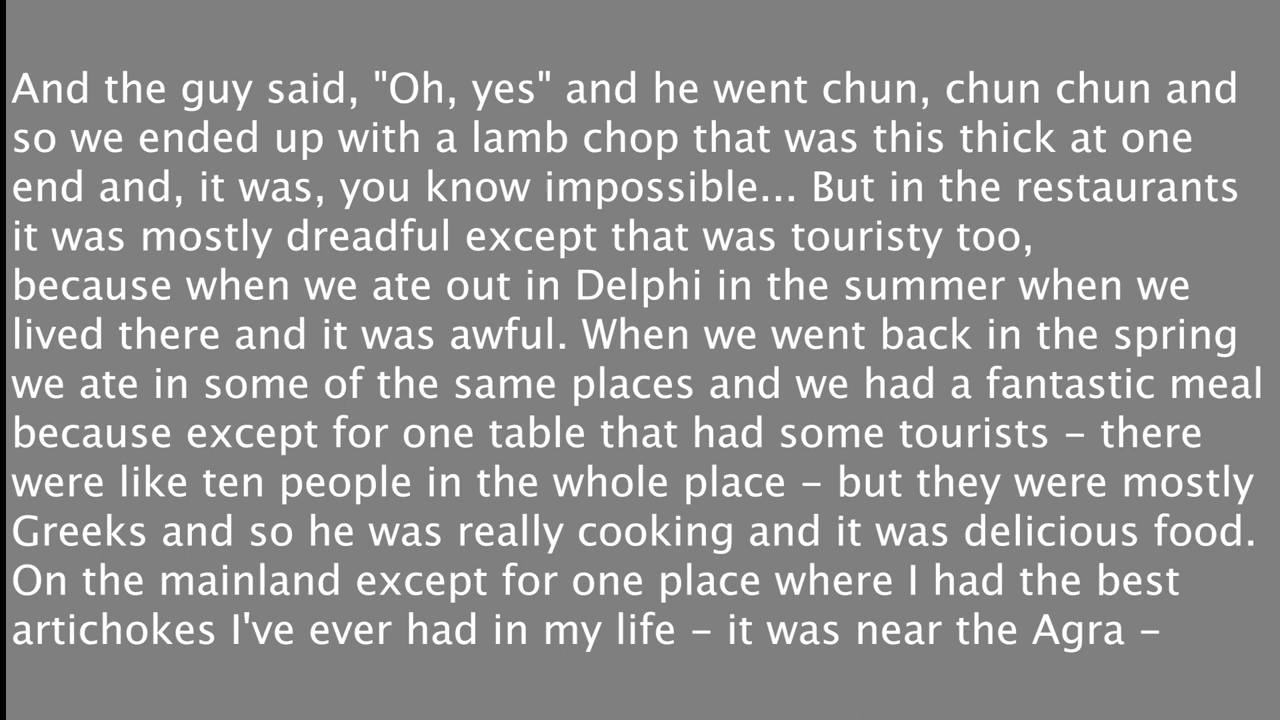 And the guy said, "Oh, yes" and he went chun, chun chun and
so we ended up with a lamb chop that was this thick at one
end and, it was, you know impossible... But in the restaurants
it was mostly dreadful except that was touristy too,
because when we ate out in Delphi in the summer when we
lived there and it was awful. When we went back in the spring
we ate in some of the same places and we had a fantastic meal
because except for one table that had some tourists – there
were like ten people in the whole place – but they were mostly
Greeks and so he was really cooking and it was delicious food.
On the mainland except for one place where I had the best
artichokes I've ever had in my life – it was near the Agra –